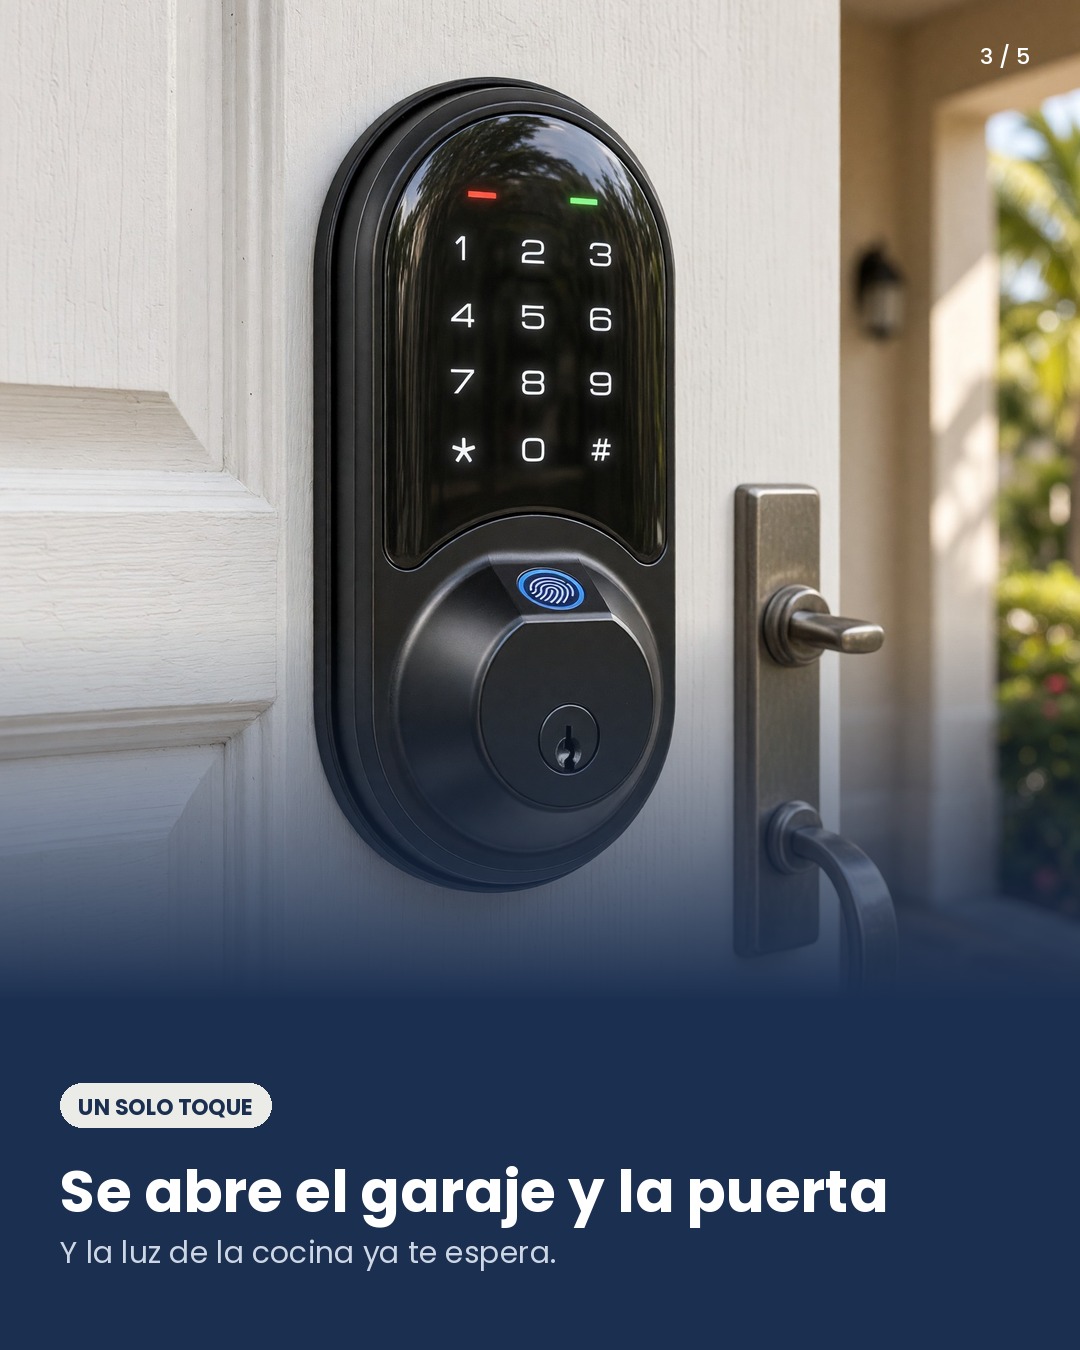 3 / 5
1 2 3
4 5 6
7 8 9
* 0 #
UN SOLO TOQUE
Se abre el garaje y la puerta
Y la luz de la cocina ya te espera.